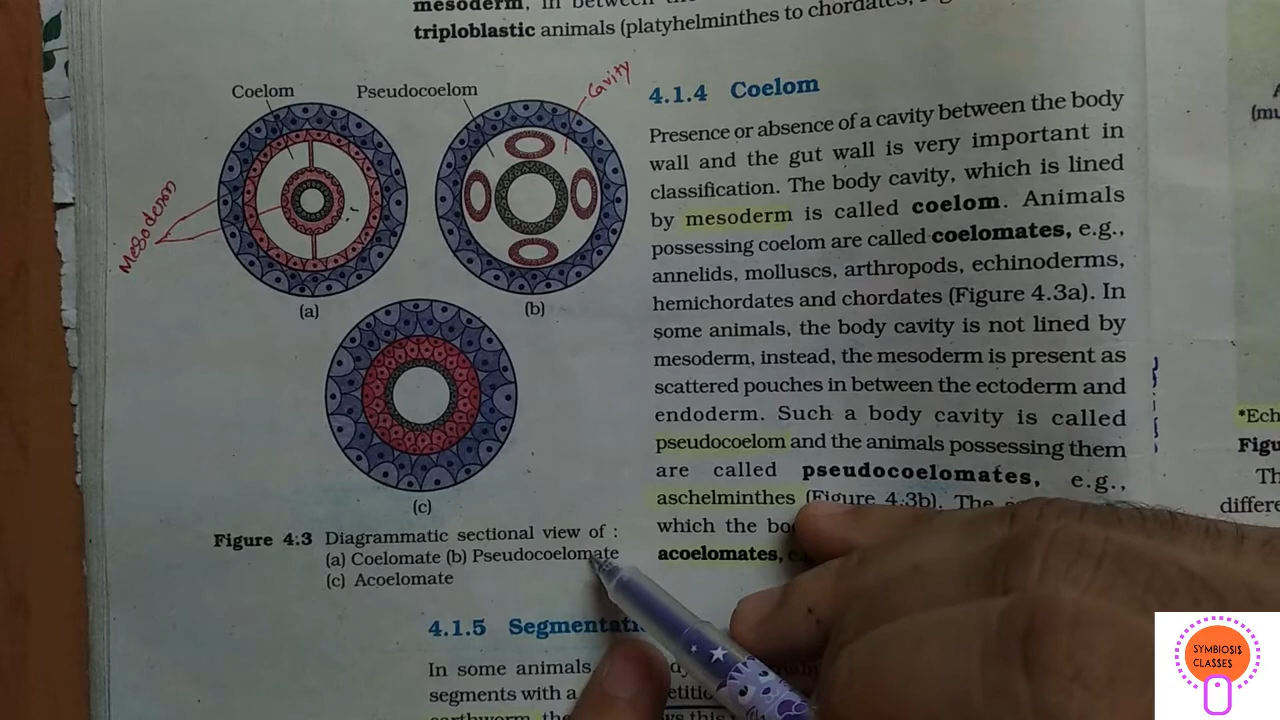 mesoderm, in between the
triploblastic animals (platyhelminthes to chordates,
Coelom
Pseudocoelom
Cavity
Mesoderm
(a)
(b)
(c)
Figure 4.3 Diagrammatic sectional view of :
(a) Coelomate (b) Pseudocoelomate
(c) Acoelomate
4.1.4 Coelom
Presence or absence of a cavity between the body
wall and the gut wall is very important in
classification. The body cavity, which is lined
by mesoderm is called coelom. Animals
possessing coelom are called coelomates, e.g.,
annelids, molluscs, arthropods, echinoderms,
hemichordates and chordates (Figure 4.3a). In
some animals, the body cavity is not lined by
mesoderm, instead, the mesoderm is present as
scattered pouches in between the ectoderm and
endoderm. Such a body cavity is called
pseudocoelom and the animals possessing them
are called pseudocoelomates, e.g.,
aschelminthes (Figure 4.3b). The
which the
acoelomates,
4.1.5
In some animals,
segments with a
earthworm, the
(mu
*Ech
Figu
Th
differe
SYMBIOSIS
CLASSES